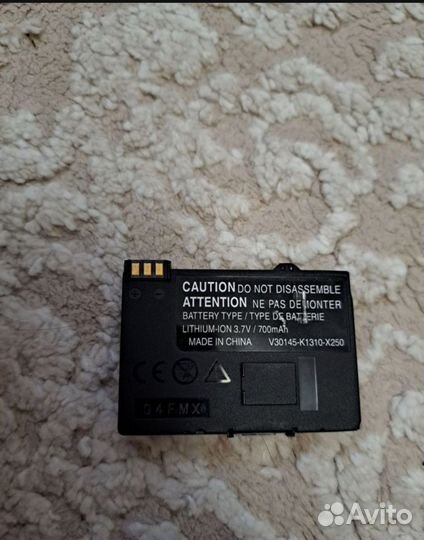 CAUTION DO NOT DISASSEMBLE
ATTENTION NE PAS DEMONTER
BATTERY TYPE / TYPE DE BATTERIE
LITHIUM-ION 3.7V / 700mAh
MADE IN CHINA V30145-K1310-X250
CE
Avito